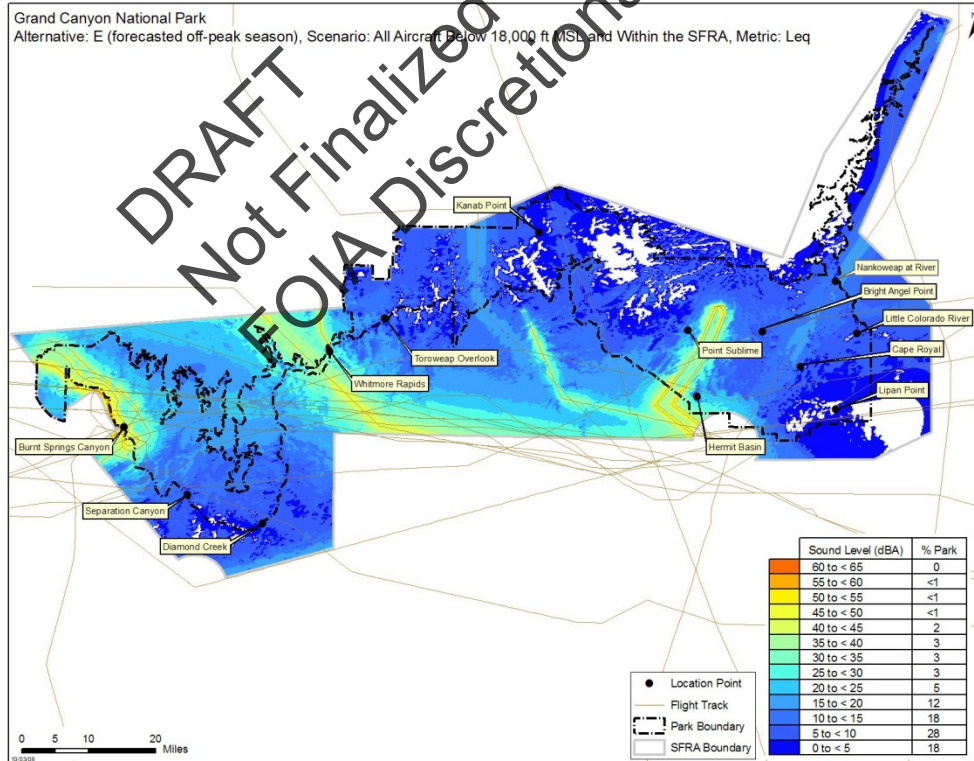 Grand Canyon National Park
Alternative: E (forecasted off-peak season), Scenario: All Aircraft Below 18,000 ft MSL and Within the SFRA, Metric: Leq
DRAFT
Not Finalized
FOIA Discretiona
Kanab Point
Nankoweap at River
Bright Angel Point
Little Colorado River
Point Sublime
Cape Royal
Toroweap Overlook
Whitmore Rapids
Lipan Point
Hermit Basin
Burnt Springs Canyon
Separation Canyon
Diamond Creek
Sound Level (dBA) % Park
60 to < 65 0
55 to < 60 <1
50 to < 55 <1
45 to < 50 <1
40 to < 45 2
35 to < 40 3
30 to < 35 3
25 to < 30 3
20 to < 25 5
15 to < 20 12
10 to < 15 18
5 to < 10 28
0 to < 5 18
Location Point
Flight Track
Park Boundary
SFRA Boundary
0 5 10 20 Miles